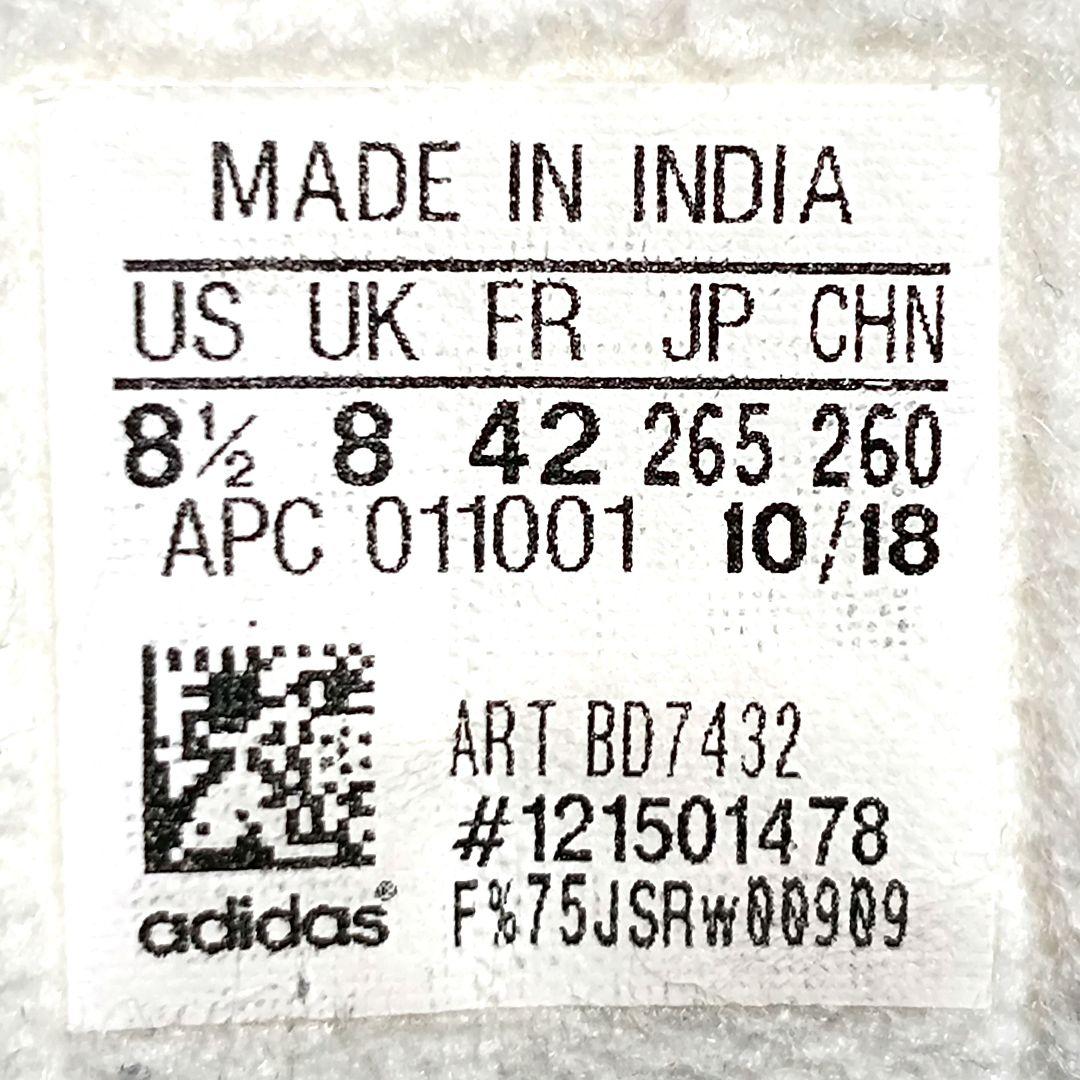 MADE IN INDIA
US UK FR JP CHN
8½ 8 42 265 260
APC 011001 10/18
ART BD7432
#121501478
F%75JSRw00909
adidas®